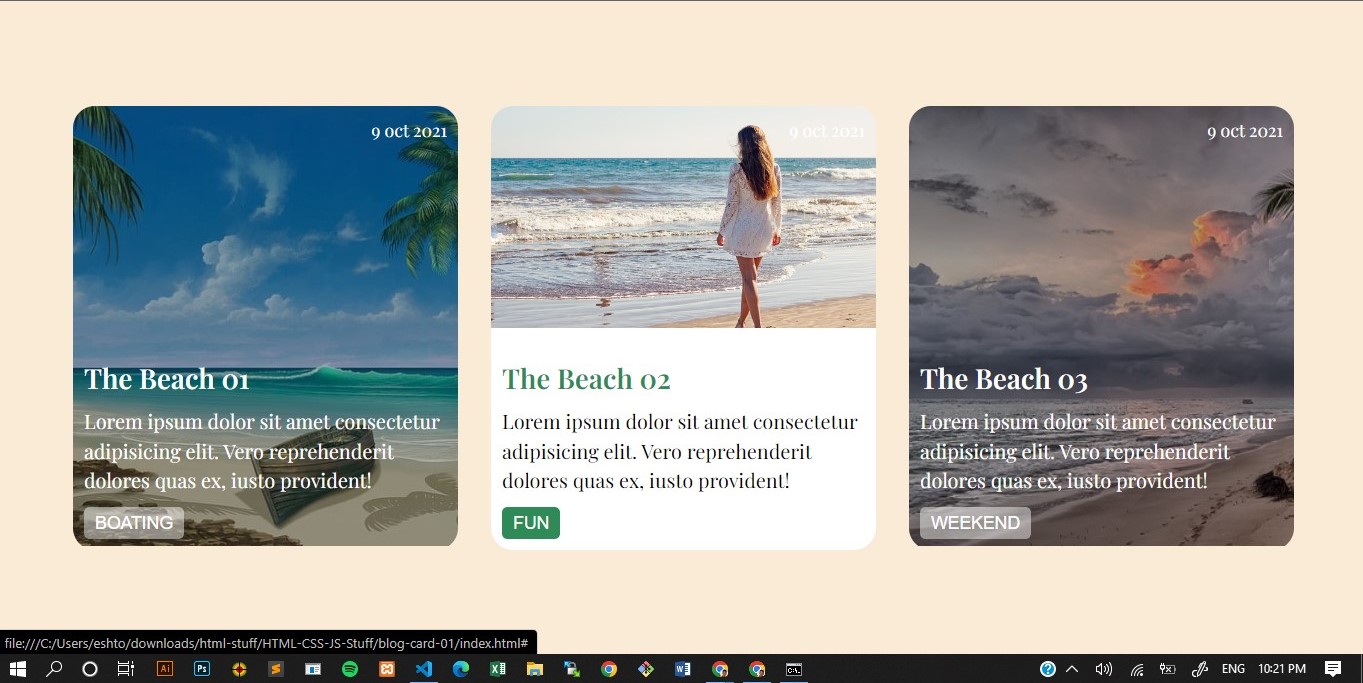 9 oct 2021
The Beach 01
Lorem ipsum dolor sit amet consectetur
adipisicing elit. Vero reprehenderit
dolores quas ex, iusto provident!
BOATING
9 oct 2021
The Beach 02
Lorem ipsum dolor sit amet consectetur
adipisicing elit. Vero reprehenderit
dolores quas ex, iusto provident!
FUN
9 oct 2021
The Beach 03
Lorem ipsum dolor sit amet consectetur
adipisicing elit. Vero reprehenderit
dolores quas ex, iusto provident!
WEEKEND
file:///C:/Users/eshto/downloads/html-stuff/HTML-CSS-JS-Stuff/blog-card-01/index.html#
Ai
Ps
ENG 10:21 PM